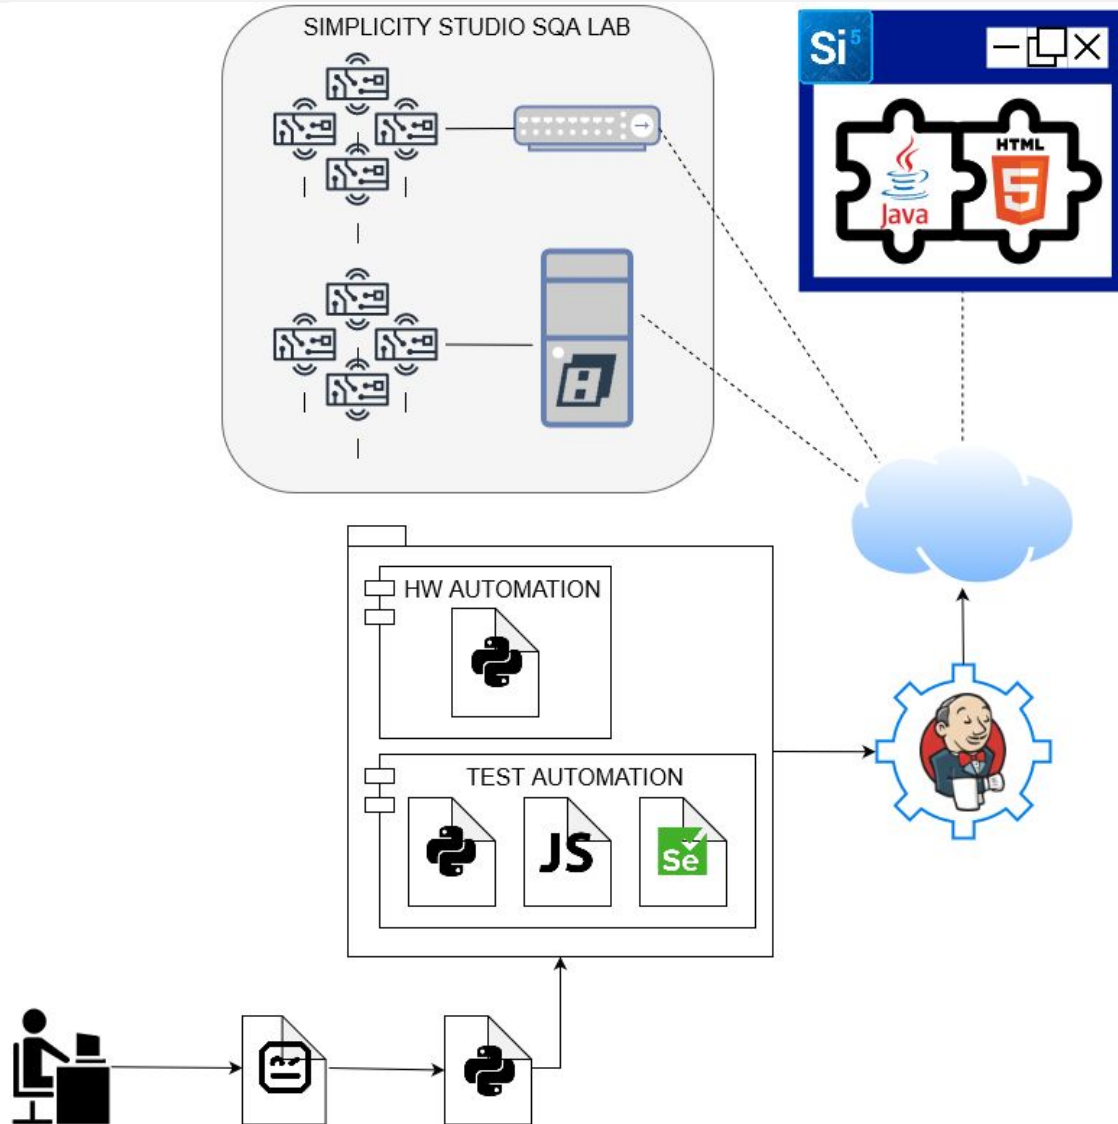 SIMPLICITY STUDIO SQA LAB
Si 5
Java
HTML
5
HW AUTOMATION
TEST AUTOMATION
JS
Se